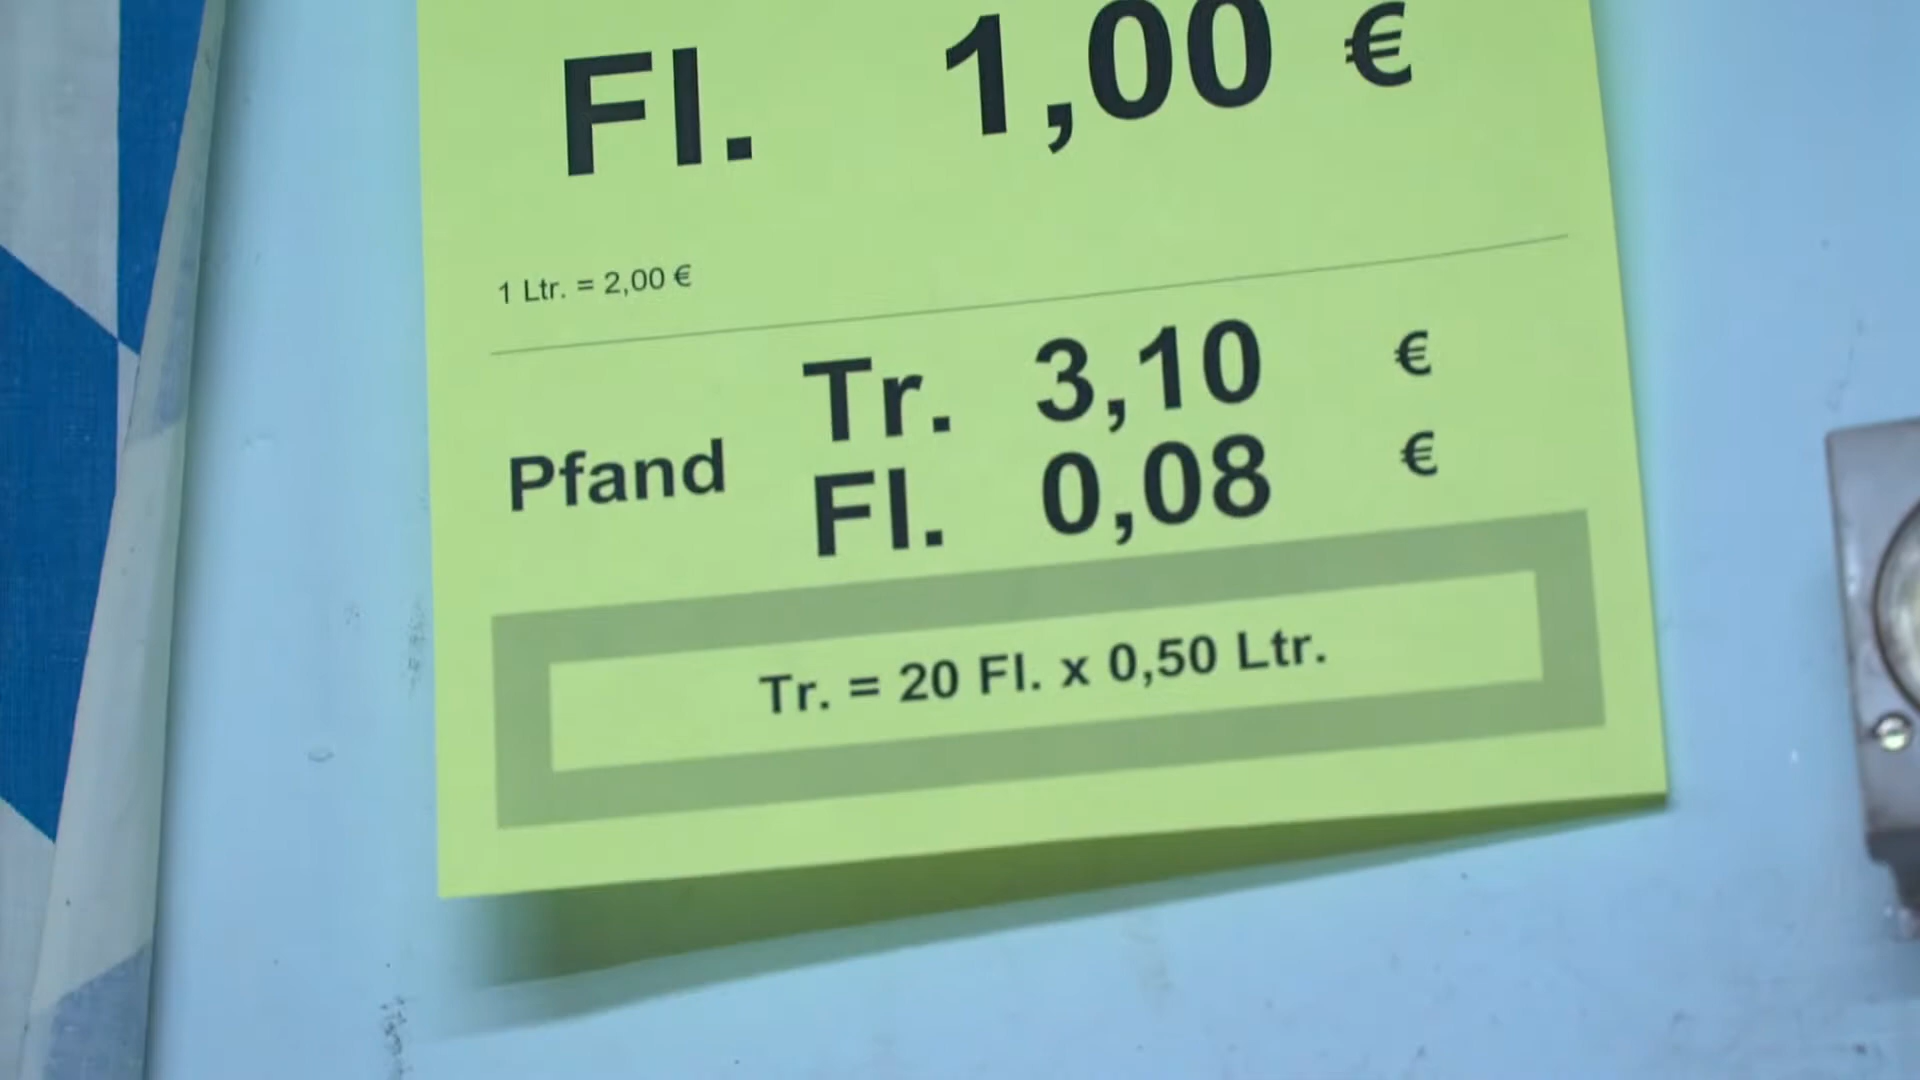 Fl. 1,00 €
1 Ltr. = 2,00 €
Tr. 3,10 €
Pfand
Fl. 0,08 €
Tr. = 20 Fl. x 0,50 Ltr.